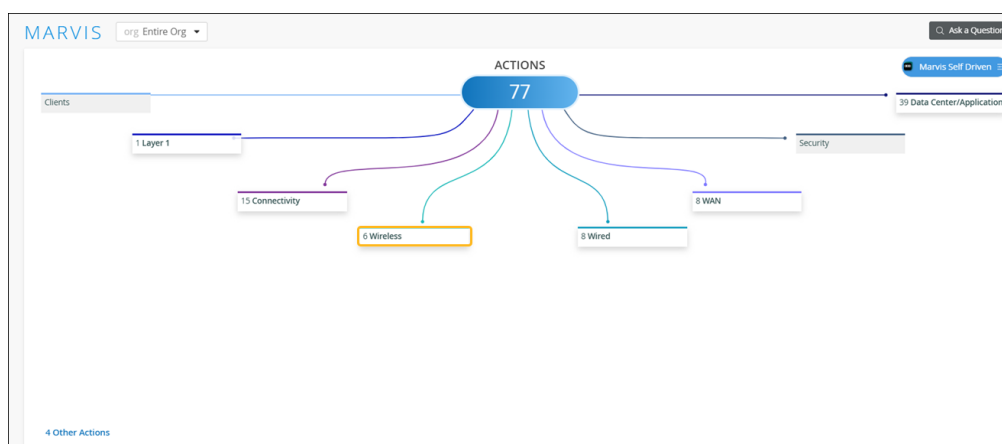 MARVIS
org Entire Org
Ask a Question
ACTIONS
77
Marvis Self Driven
Clients
39 Data Center/Application
1 Layer 1
Security
15 Connectivity
8 WAN
6 Wireless
8 Wired
4 Other Actions